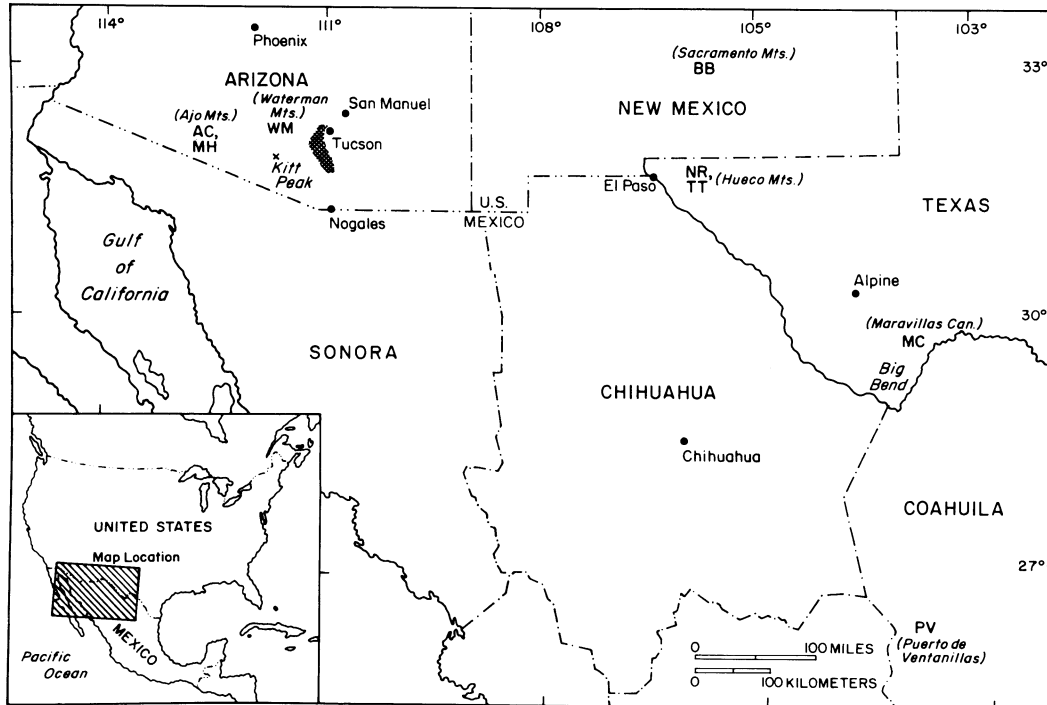 114°
111°
108°
105°
103°
Phoenix
(Sacramento Mts.)
BB
33°
ARIZONA
(Waterman
Mts.)
WM
San Manuel
NEW MEXICO
(Ajo Mts.)
AC,
MH
Tucson
Kitt
Peak
El Paso
NR,
TT
(Hueco Mts.)
U.S.
MEXICO
TEXAS
Nogales
Gulf
of
California
Alpine
30°
(Maravillas Can.)
MC
SONORA
Big
Bend
CHIHUAHUA
Chihuahua
COAHUILA
UNITED STATES
Map Location
27°
MEXICO
Pacific
Ocean
PV
(Puerto de
Ventanillas)
0 100 MILES
0 100 KILOMETERS
108°
105°